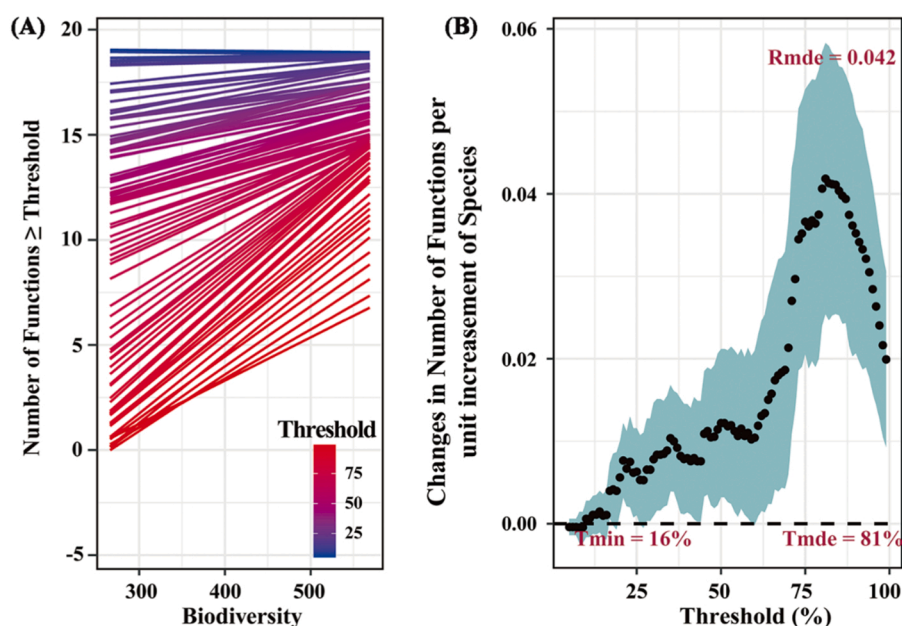 (A)
20
15
10
5
0
-5
Number of Functions ≥ Threshold
Threshold
75
50
25
300
400
500
Biodiversity
(B)
0.06
0.04
0.02
0.00
Changes in Number of Functions per
unit increasement of Species
Rmde = 0.042
Tmin = 16%
Tmde = 81%
25
50
75
100
Threshold (%)